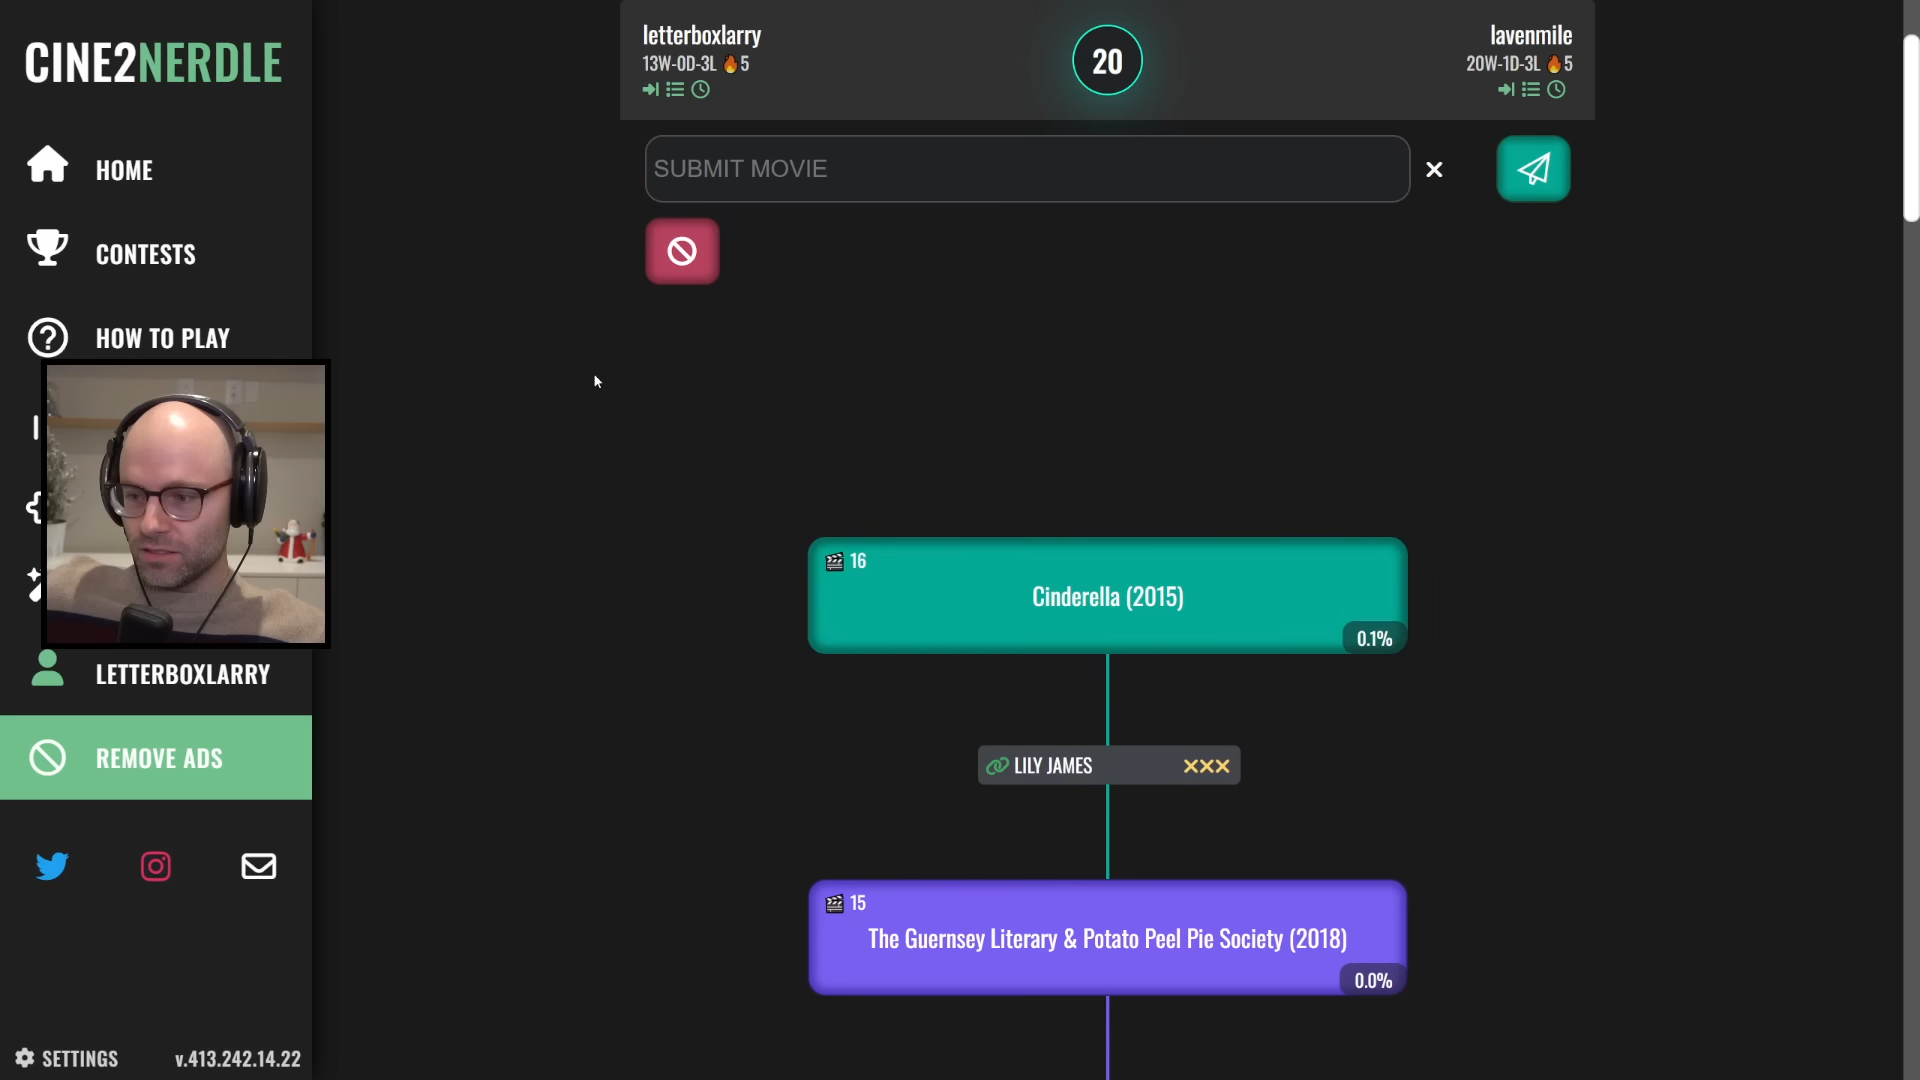 CINE2NERDLE
HOME
CONTESTS
HOW TO PLAY
LETTERBOXLARRY
REMOVE ADS
SETTINGS
v.413.242.14.22
letterboxlarry
13W-0D-3L 🔥5
20
lavenmile
20W-1D-3L 🔥5
SUBMIT MOVIE
16
Cinderella (2015)
0.1%
LILY JAMES
15
The Guernsey Literary & Potato Peel Pie Society (2018)
0.0%